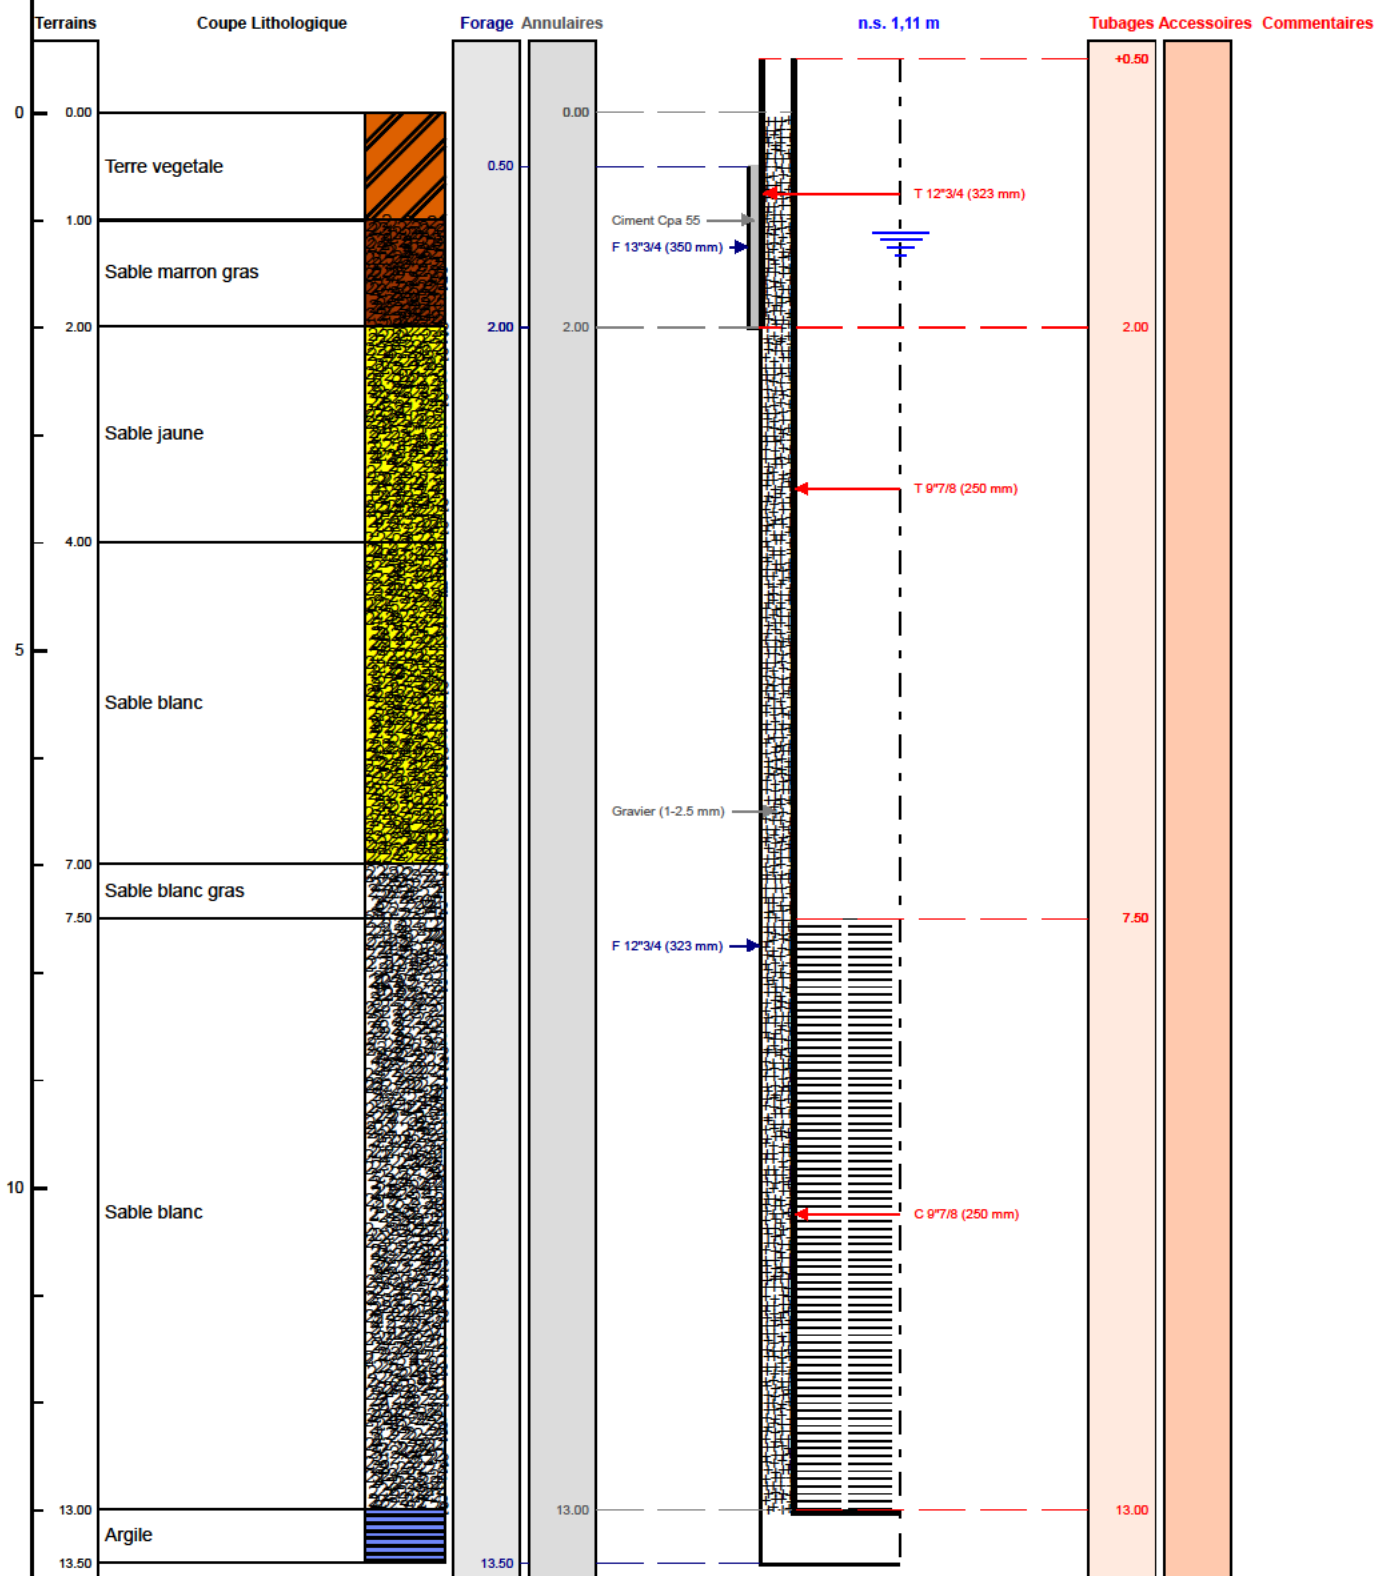 Terrains Coupe Lithologique Forage Annulaires n.s. 1,11 m Tubages Accessoires Commentaires
+0.50
0 0.00 0.00
Terre vegetale 0.50
T 12"3/4 (323 mm)
1.00 Ciment Cpa 55
F 13"3/4 (350 mm)
Sable marron gras
2.00 2.00 2.00 2.00
Sable jaune
T 9"7/8 (250 mm)
4.00
5
Sable blanc
Gravier (1-2.5 mm)
7.00
Sable blanc gras
7.50 7.50
F 12"3/4 (323 mm)
10
Sable blanc C 9"7/8 (250 mm)
13.00 13.00 13.00
Argile
13.50 13.50